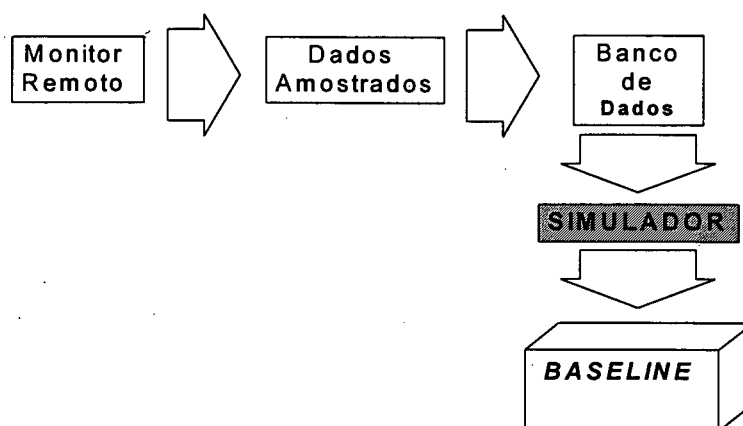 Monitor
Remoto
Dados
Amostrados
Banco
de
Dados
SIMULADOR
BASELINE